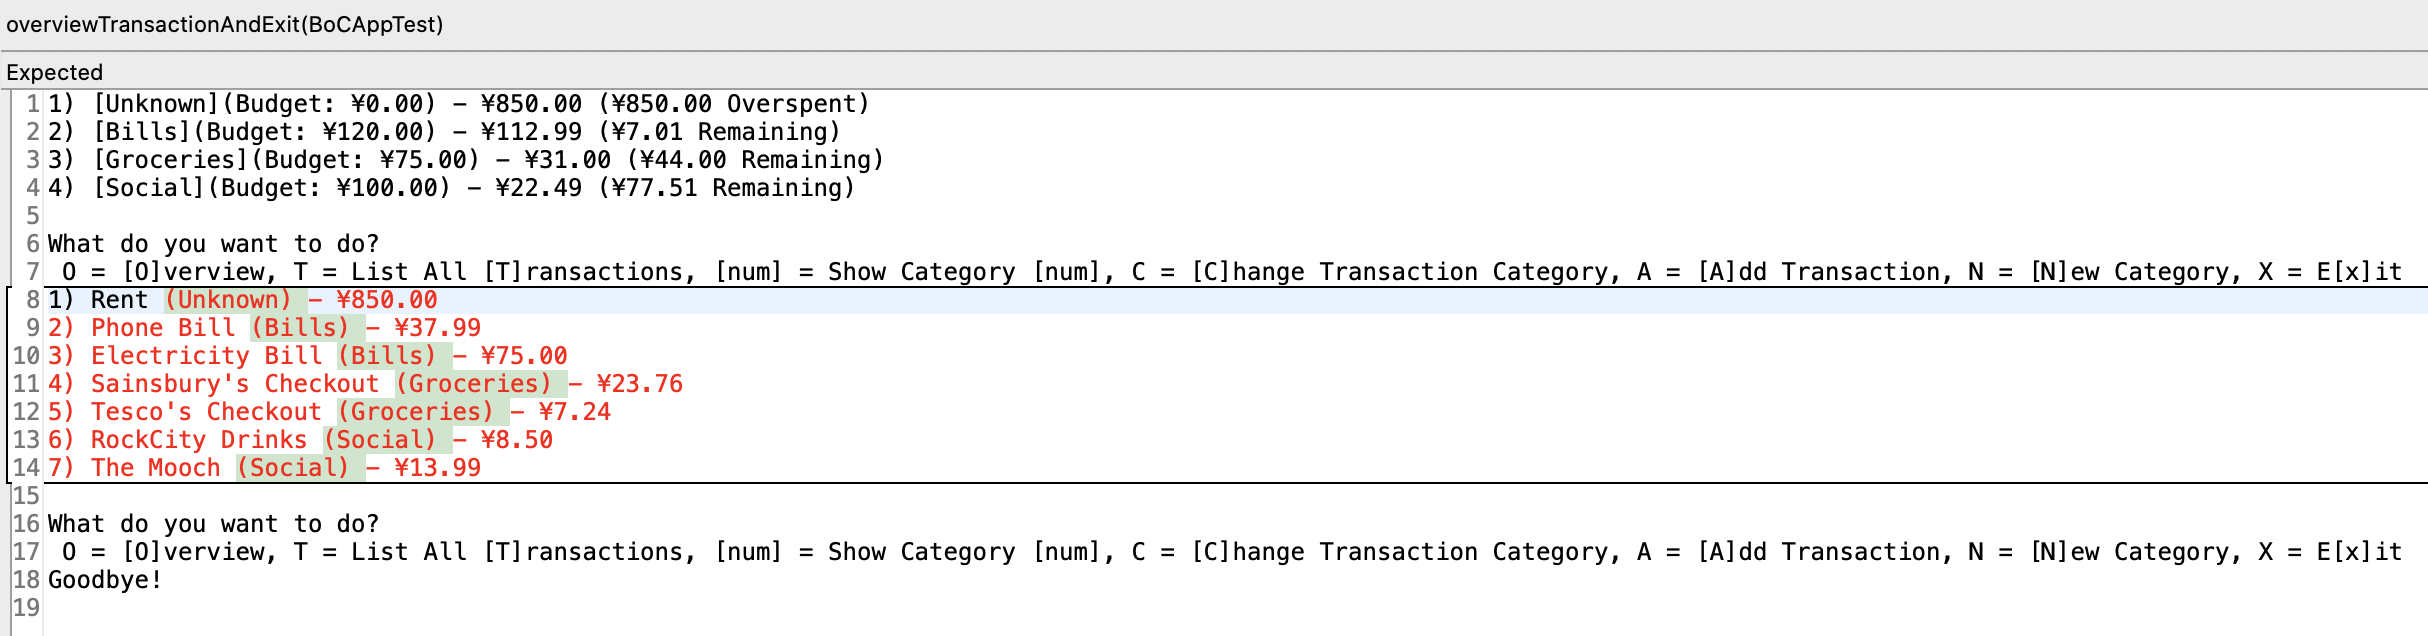 overviewTransactionAndExit(BoCAppTest)
Expected
1 1) [Unknown](Budget: ¥0.00) – ¥850.00 (¥850.00 Overspent)
2 2) [Bills](Budget: ¥120.00) – ¥112.99 (¥7.01 Remaining)
3 3) [Groceries](Budget: ¥75.00) – ¥31.00 (¥44.00 Remaining)
4 4) [Social](Budget: ¥100.00) – ¥22.49 (¥77.51 Remaining)
5
6 What do you want to do?
7  O = [O]verview, T = List All [T]ransactions, [num] = Show Category [num], C = [C]hange Transaction Category, A = [A]dd Transaction, N = [N]ew Category, X = E[x]it
8 1) Rent (Unknown) – ¥850.00
9 2) Phone Bill (Bills) – ¥37.99
10 3) Electricity Bill (Bills) – ¥75.00
11 4) Sainsbury's Checkout (Groceries) – ¥23.76
12 5) Tesco's Checkout (Groceries) – ¥7.24
13 6) RockCity Drinks (Social) – ¥8.50
14 7) The Mooch (Social) – ¥13.99
15
16 What do you want to do?
17  O = [O]verview, T = List All [T]ransactions, [num] = Show Category [num], C = [C]hange Transaction Category, A = [A]dd Transaction, N = [N]ew Category, X = E[x]it
18 Goodbye!
19